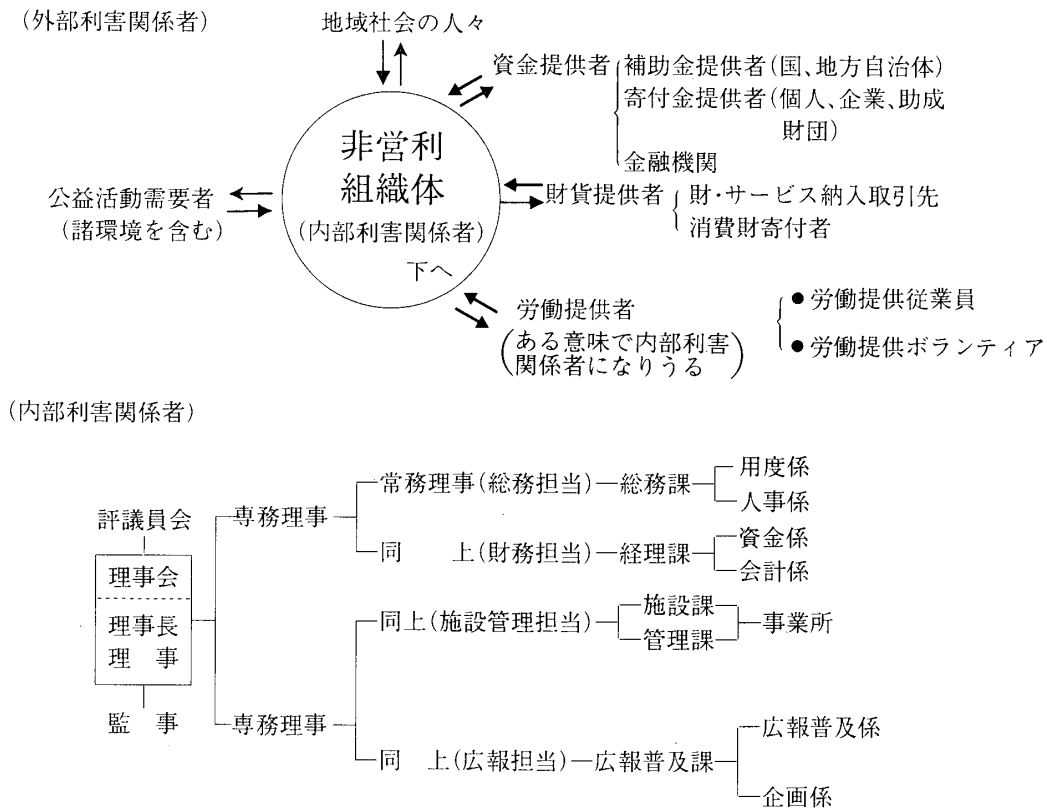 (外部利害関係者)
地域社会の人々
資金提供者
補助金提供者(国、地方自治体)
寄付金提供者(個人、企業、助成
財団)
金融機関
非営利
組織体
(内部利害関係者)
下へ
公益活動需要者
(諸環境を含む)
財貨提供者
財・サービス納入取引先
消費財寄付者
労働提供者
(ある意味で内部利害
関係者になりうる)
●労働提供従業員
●労働提供ボランティア
(内部利害関係者)
評議員会
理事会
理事長
理 事
監 事
専務理事
常務理事(総務担当)
総務課
用度係
人事係
同 上(財務担当)
経理課
資金係
会計係
専務理事
同上(施設管理担当)
施設課
管理課
事業所
同 上(広報担当)
広報普及課
広報普及係
企画係